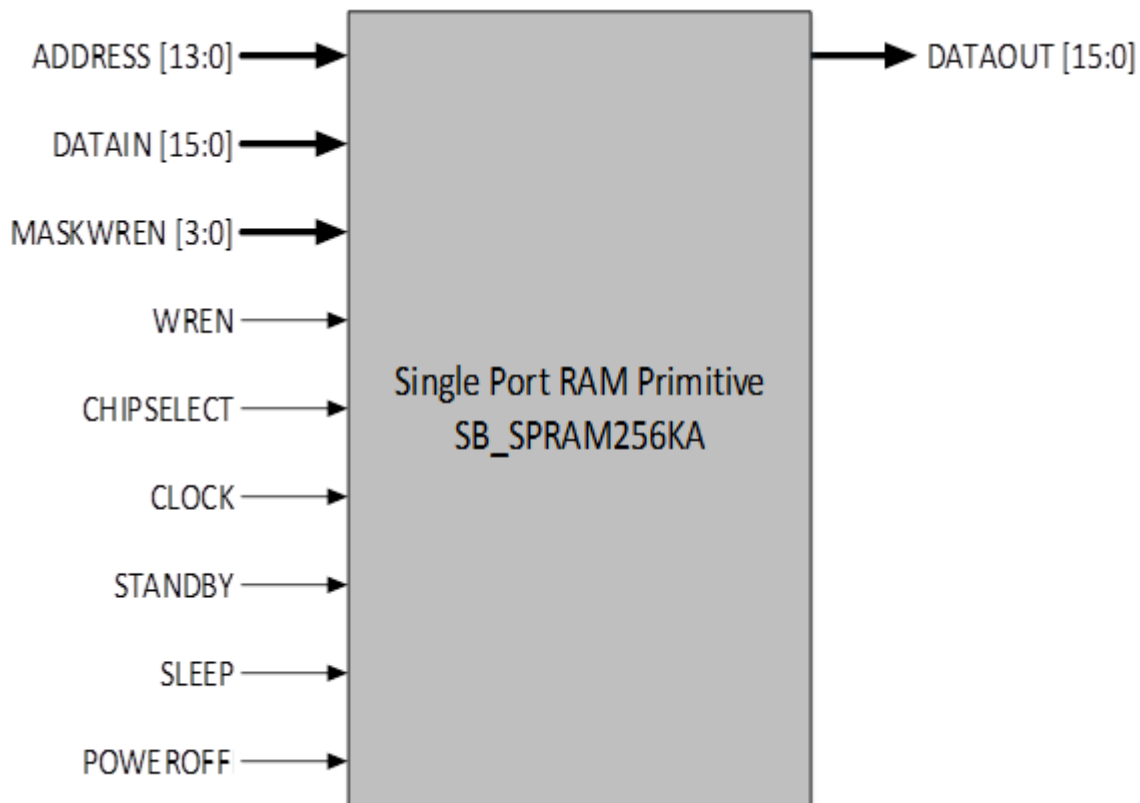 ADDRESS [13:0]
DATAOUT [15:0]
DATAIN [15:0]
MASKWREN [3:0]
WREN
CHIPSELECT
Single Port RAM Primitive
SB_SPRAM256KA
CLOCK
STANDBY
SLEEP
POWEROFF